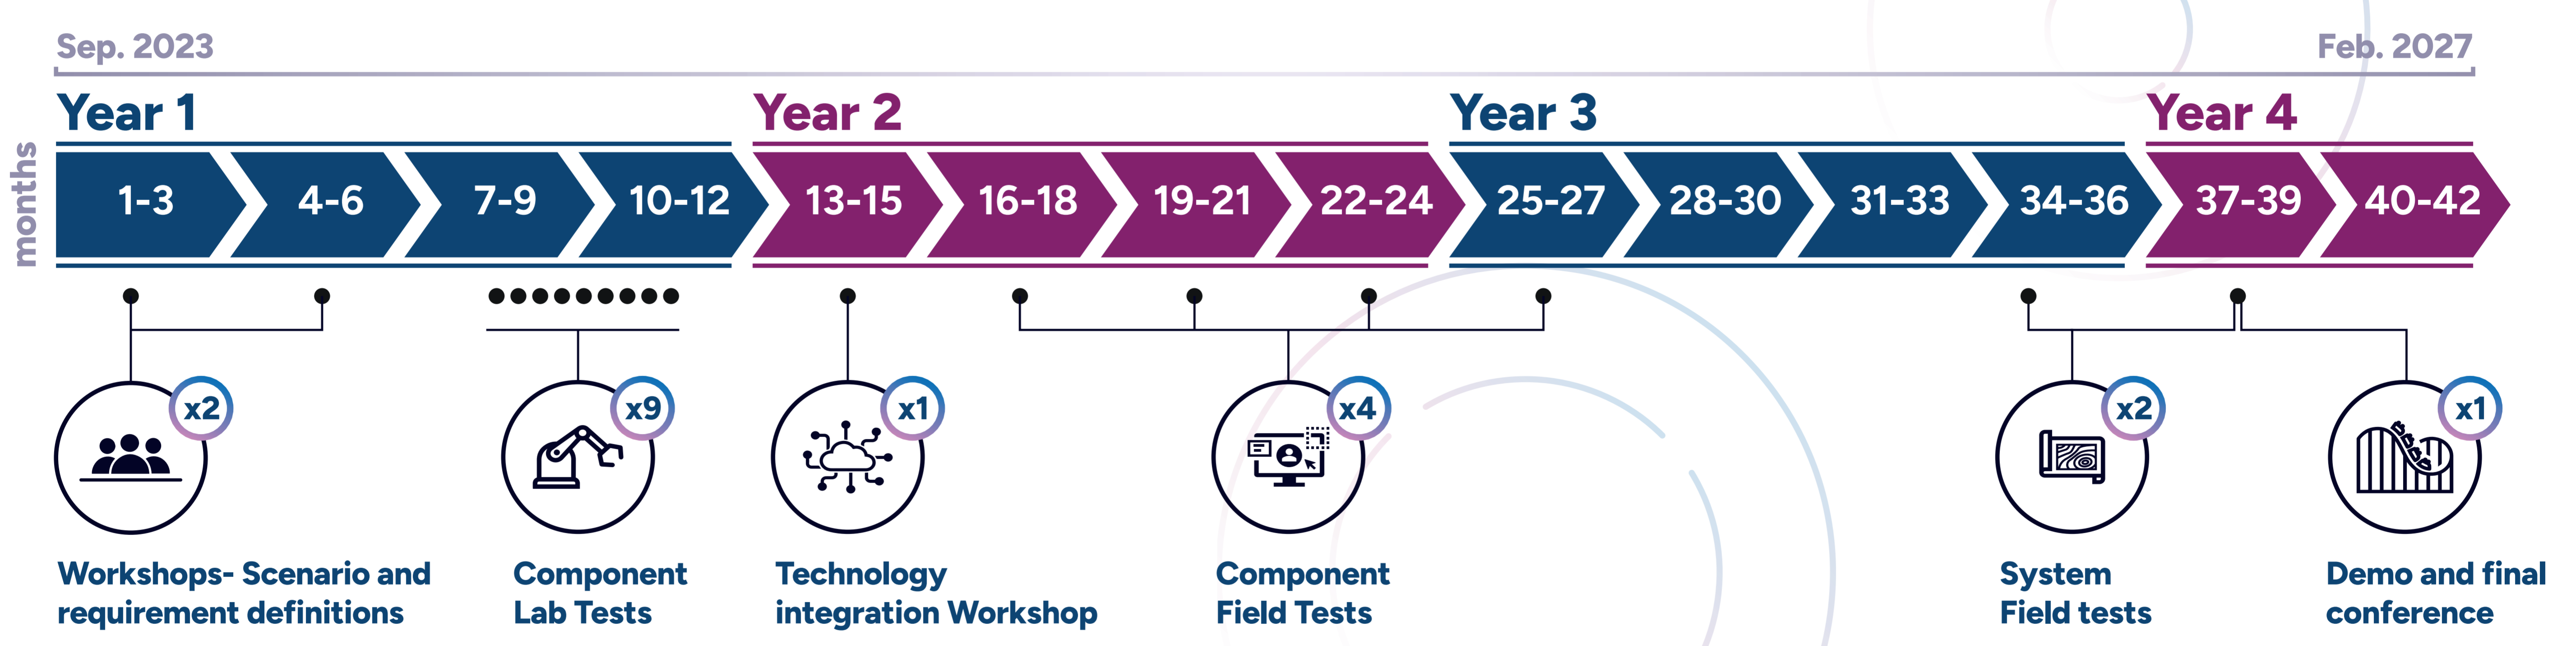 Sep. 2023
Feb. 2027
Year 1
Year 2
Year 3
Year 4
months
1-3
4-6
7-9
10-12
13-15
16-18
19-21
22-24
25-27
28-30
31-33
34-36
37-39
40-42
x2
x9
x1
x4
x2
x1
Workshops- Scenario and
requirement definitions
Component
Lab Tests
Technology
integration Workshop
Component
Field Tests
System
Field tests
Demo and final
conference